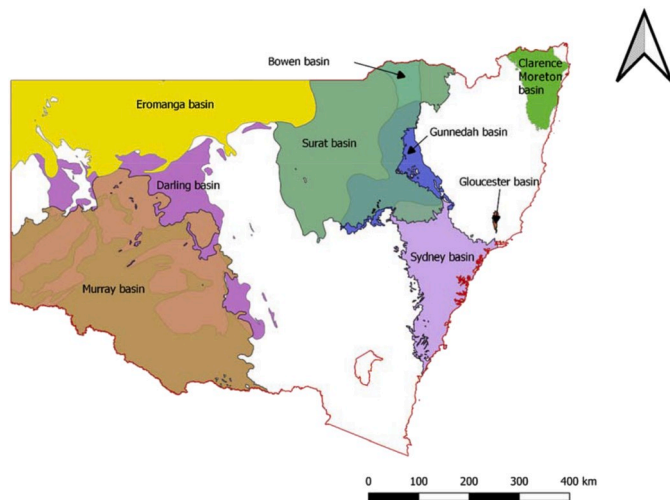 Bowen basin
Clarence
Moreton
basin
Eromanga basin
Surat basin
Gunnedah basin
Darling basin
Gloucester basin
Sydney basin
Murray basin
0 100 200 300 400 km